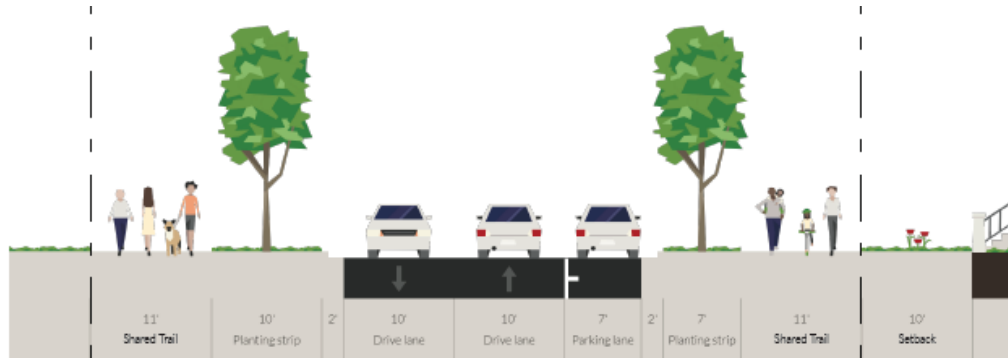 11'
Shared Trail
10'
Planting strip
2'
10'
Drive lane
10'
Drive lane
7'
Parking lane
2'
7'
Planting strip
11'
Shared Trail
10'
Setback